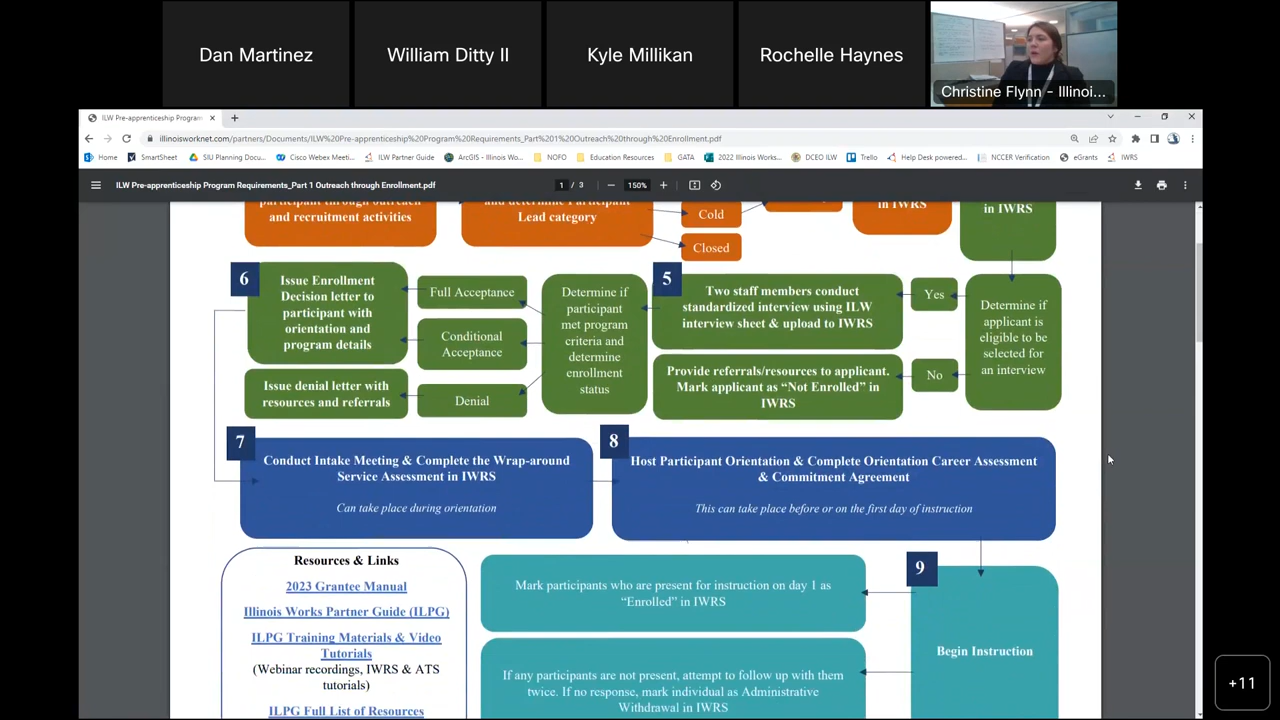 Dan Martinez
William Ditty II
Kyle Millikan
Rochelle Haynes
Christine Flynn - Illinoi...
ILW Pre-apprenticeship Program
illinoisworknet.com/partners/Documents/ILW%20Pre-apprenticeship%20Program%20Requirements_Part%201%20Outreach%20through%20Enrollment.pdf
Home
SmartSheet
SIU Planning Docu...
Cisco Webex Meeti...
ILW Partner Guide
ArcGIS - Illinois Wo...
NOFO
Education Resources
GATA
2022 Illinois Works...
DCEO ILW
Trello
Help Desk powered...
NCCER Verification
eGrants
IWRS
ILW Pre-apprenticeship Program Requirements_Part 1 Outreach through Enrollment.pdf
1 / 3
150%
participant through outreach
and recruitment activities
and determine Participant
Lead category
Cold
Closed
in IWRS
in IWRS
6
Issue Enrollment
Decision letter to
participant with
orientation and
program details
Full Acceptance
Conditional
Acceptance
Denial
Issue denial letter with
resources and referrals
Determine if
participant
met program
criteria and
determine
enrollment
status
5
Two staff members conduct
standardized interview using ILW
interview sheet & upload to IWRS
Provide referrals/resources to applicant.
Mark applicant as “Not Enrolled” in
IWRS
Yes
No
Determine if
applicant is
eligible to be
selected for
an interview
7
Conduct Intake Meeting & Complete the Wrap-around
Service Assessment in IWRS
Can take place during orientation
8
Host Participant Orientation & Complete Orientation Career Assessment
& Commitment Agreement
This can take place before or on the first day of instruction
Resources & Links
2023 Grantee Manual
Illinois Works Partner Guide (ILPG)
ILPG Training Materials & Video
Tutorials
(Webinar recordings, IWRS & ATS
tutorials)
ILPG Full List of Resources
Mark participants who are present for instruction on day 1 as
“Enrolled” in IWRS
If any participants are not present, attempt to follow up with them
twice. If no response, mark individual as Administrative
Withdrawal in IWRS
9
Begin Instruction
+11